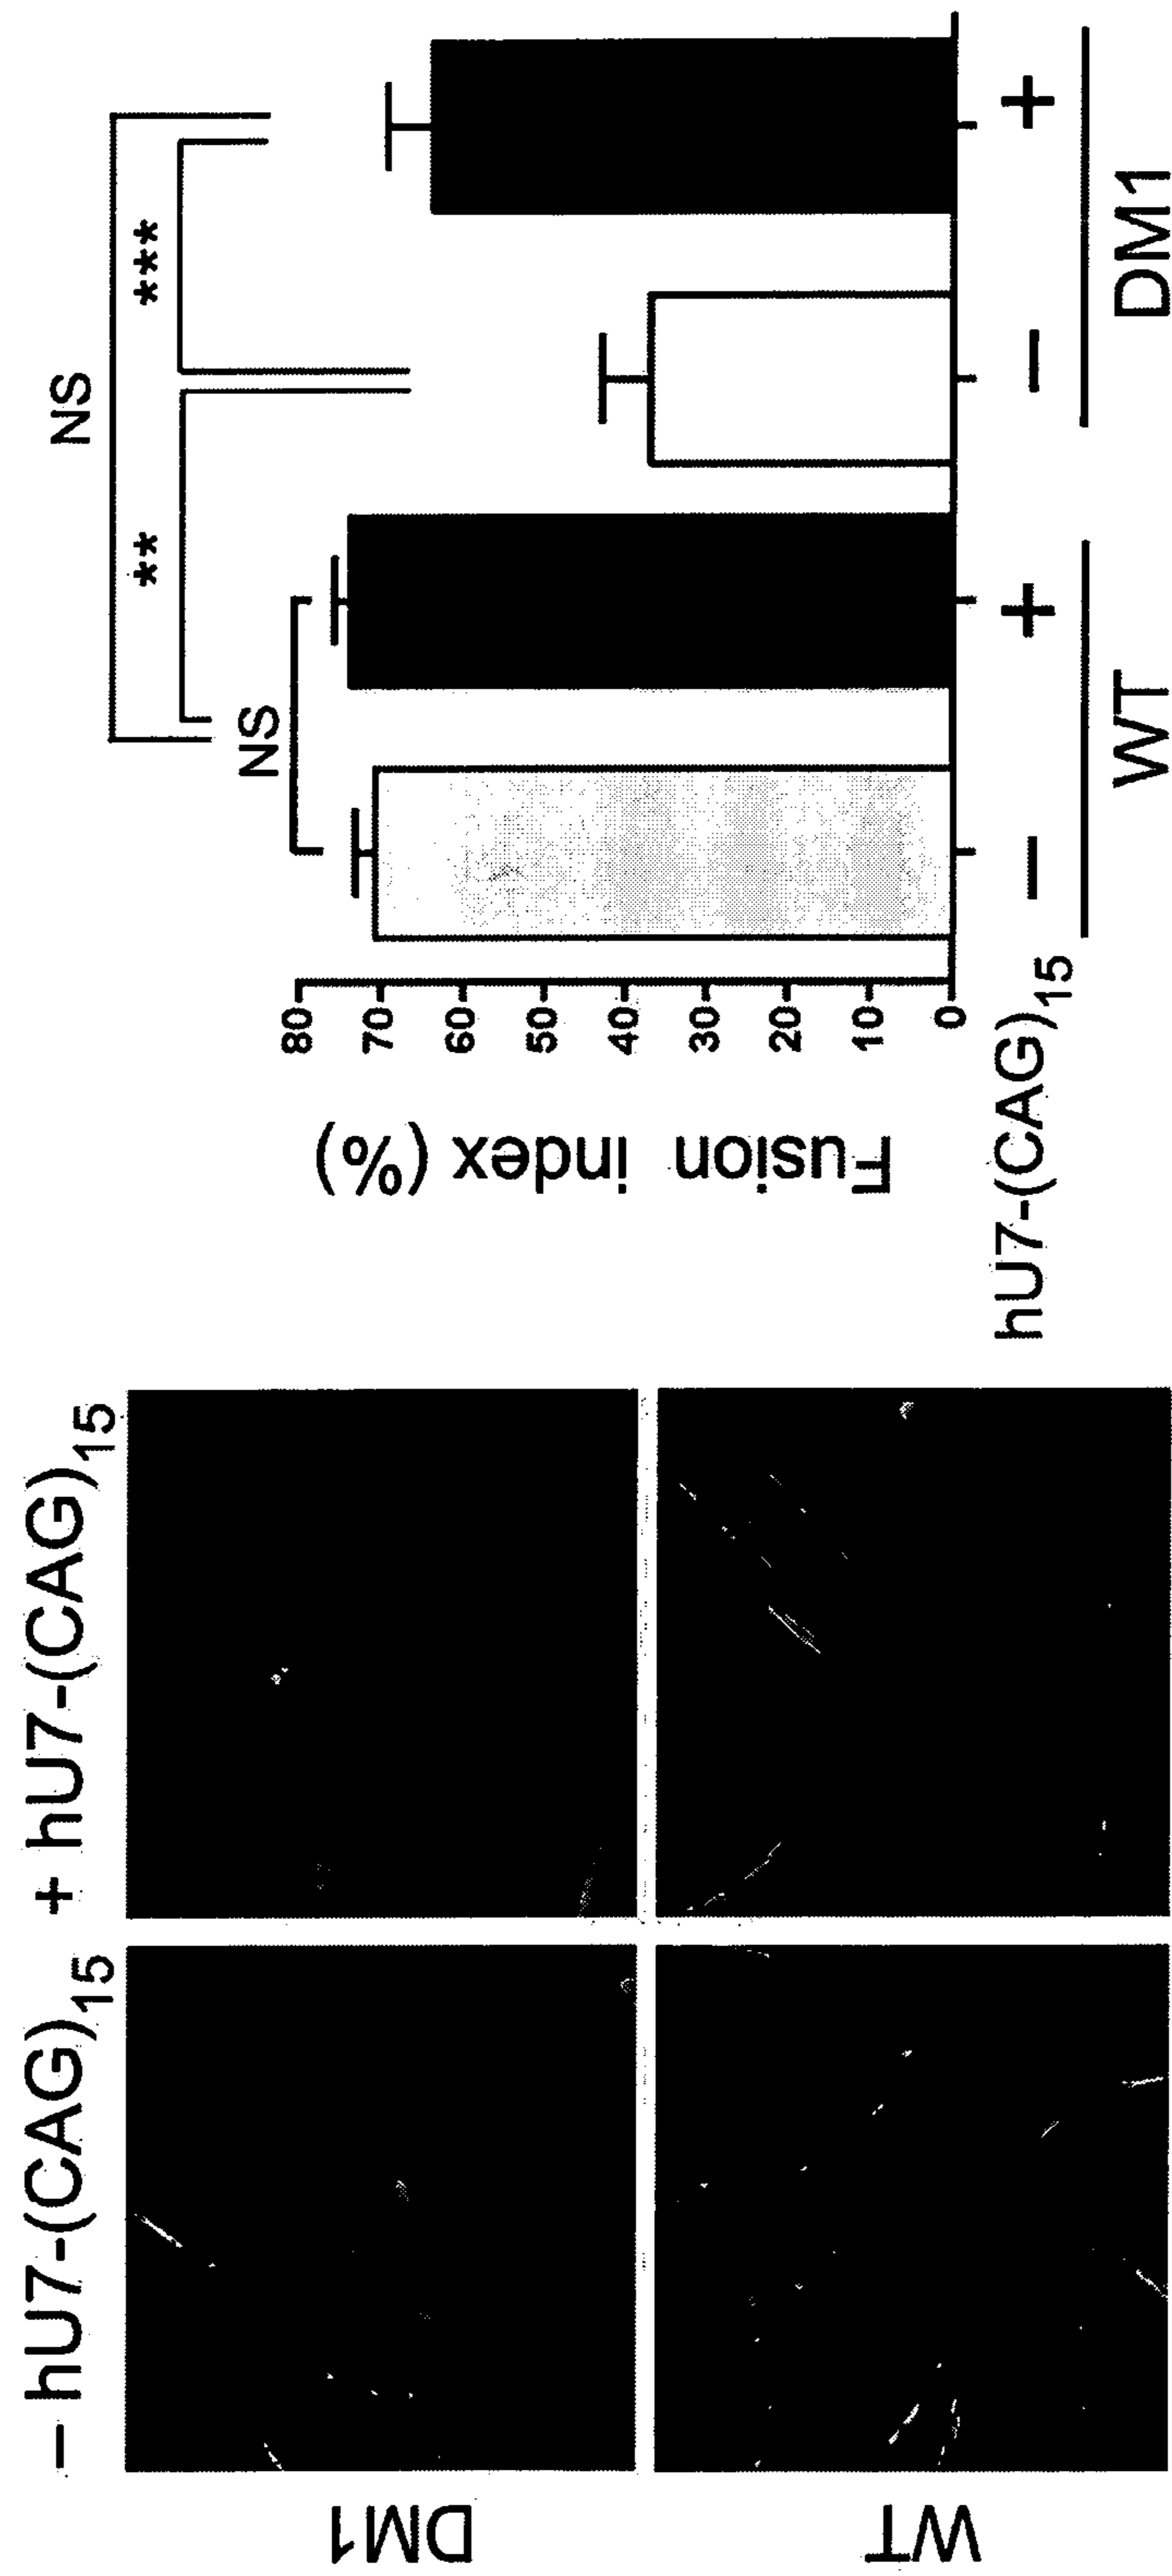 − hU7-(CAG)15
+ hU7-(CAG)15
DM1
WT
Fusion index (%)
80
70
60
50
40
30
20
10
0
NS
**
***
NS
hU7-(CAG)15
− + − +
WT DM1